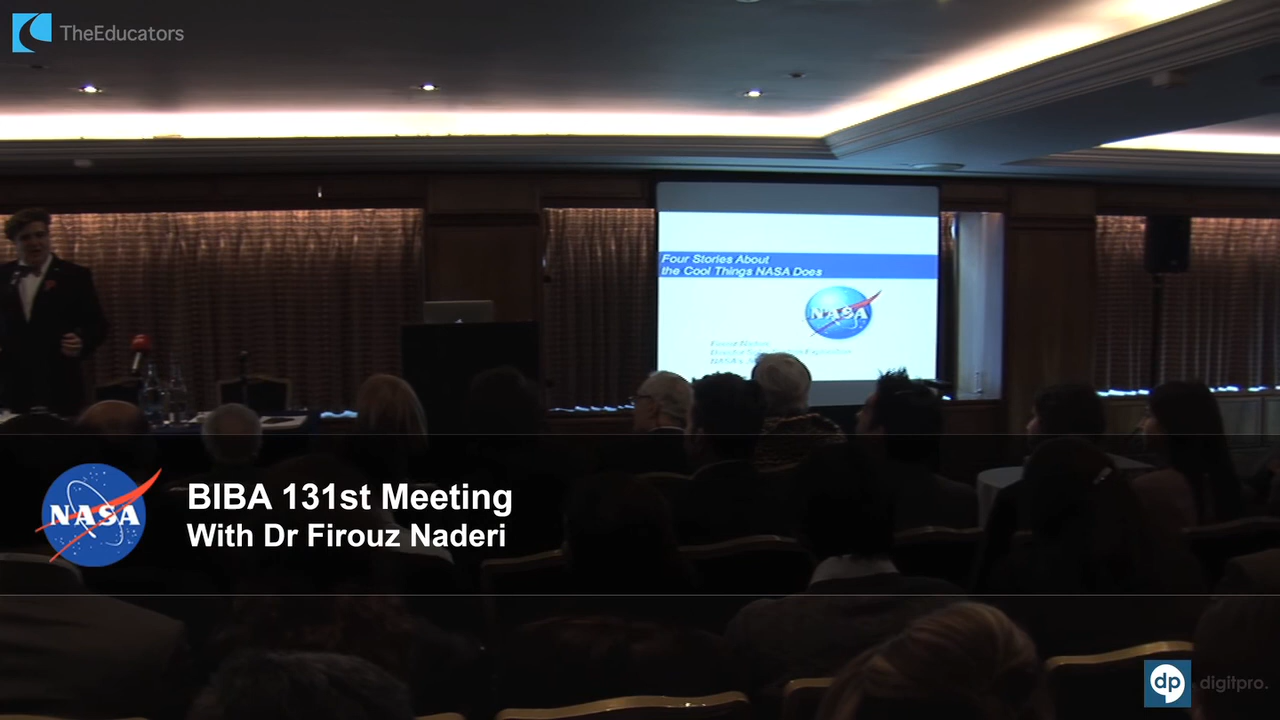 TheEducators
Four Stories About
the Cool Things NASA Does
NASA
NASA
BIBA 131st Meeting
With Dr Firouz Naderi
dp digitpro.